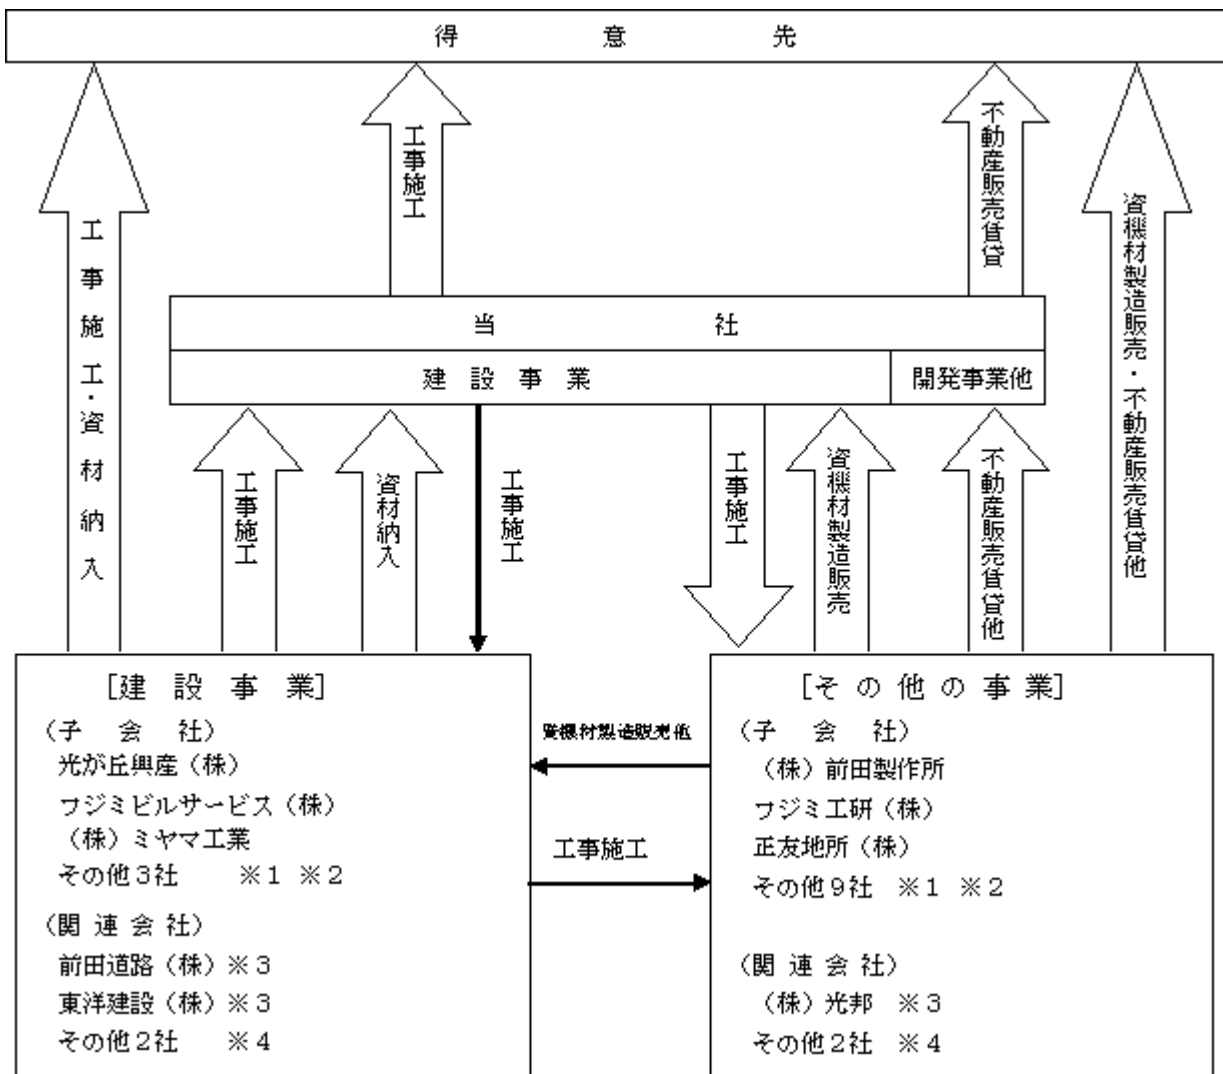 得意先
工事施工
不動産販売賃貸
工事施工・資材納入
資機材製造販売・不動産販売賃貸他
当社
建設事業
開発事業他
工事施工
資材納入
工事施工
工事施工
資機材製造販売
不動産販売賃貸他
[建設事業]
(子会社)
光が丘興産(株)
フジミビルサービス(株)
(株)ミヤマ工業
その他3社 ※1 ※2
(関連会社)
前田道路(株)※3
東洋建設(株)※3
その他2社 ※4
資機材製造販売他
工事施工
[その他の事業]
(子会社)
(株)前田製作所
フジミ工研(株)
正友地所(株)
その他9社 ※1 ※2
(関連会社)
(株)光邦 ※3
その他2社 ※4